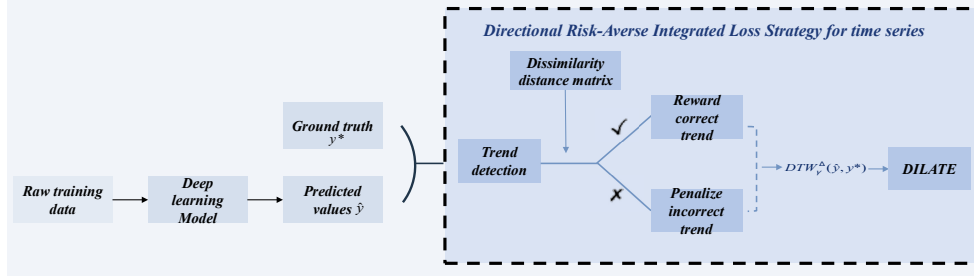 Directional Risk-Averse Integrated Loss Strategy for time series
Dissimilarity
distance matrix
Ground truth
y*
Reward
correct
trend
Trend
detection
DTW_γ^Δ(ŷ, y*)
DILATE
Raw training
data
Deep
learning
Model
Predicted
values ŷ
Penalize
incorrect
trend